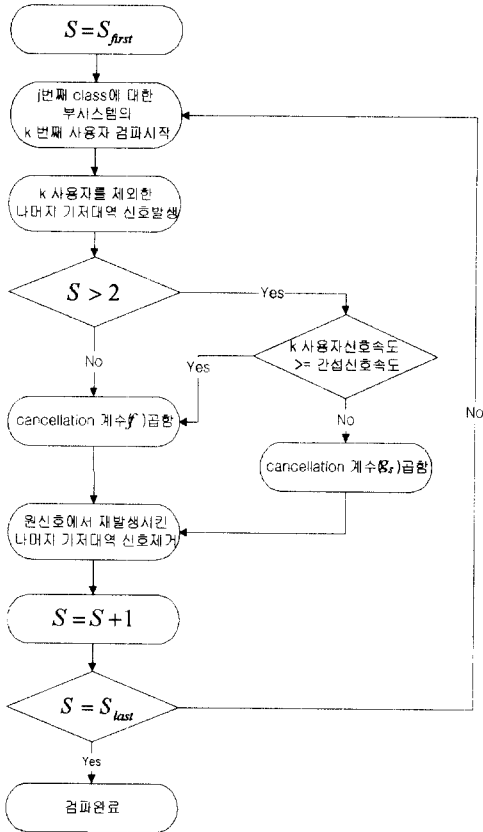 S = S_first
j번째 class에 대한
부시스템의
k 번째 사용자 검파시작
k 사용자를 제외한
나머지 기저대역 신호발생
S > 2
Yes
No
k 사용자신호속도
>= 간섭신호속도
Yes
No
No
cancellation 계수(f)곱함
cancellation 계수(g_s)곱함
원신호에서 재발생시킨
나머지 기저대역 신호제거
S = S + 1
S = S_last
Yes
검파완료